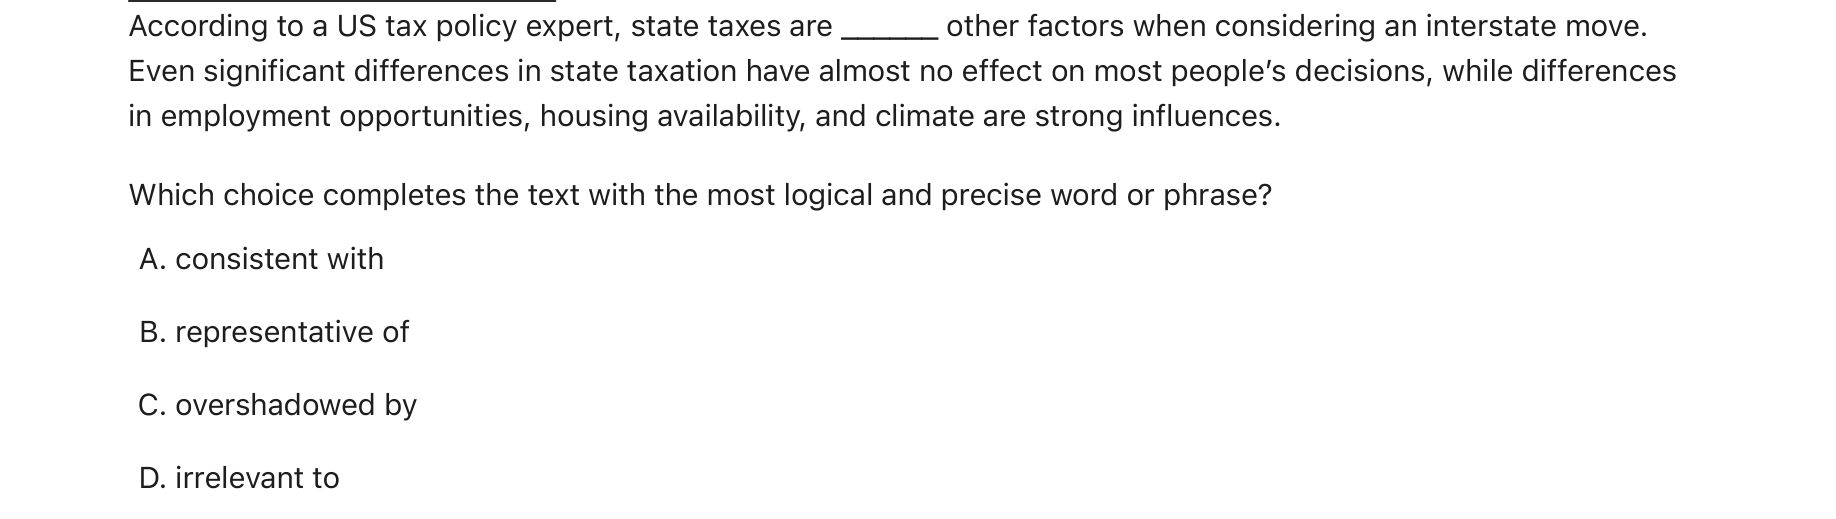 According to a US tax policy expert, state taxes are ______ other factors when considering an interstate move.
Even significant differences in state taxation have almost no effect on most people’s decisions, while differences
in employment opportunities, housing availability, and climate are strong influences.
Which choice completes the text with the most logical and precise word or phrase?
A. consistent with
B. representative of
C. overshadowed by
D. irrelevant to